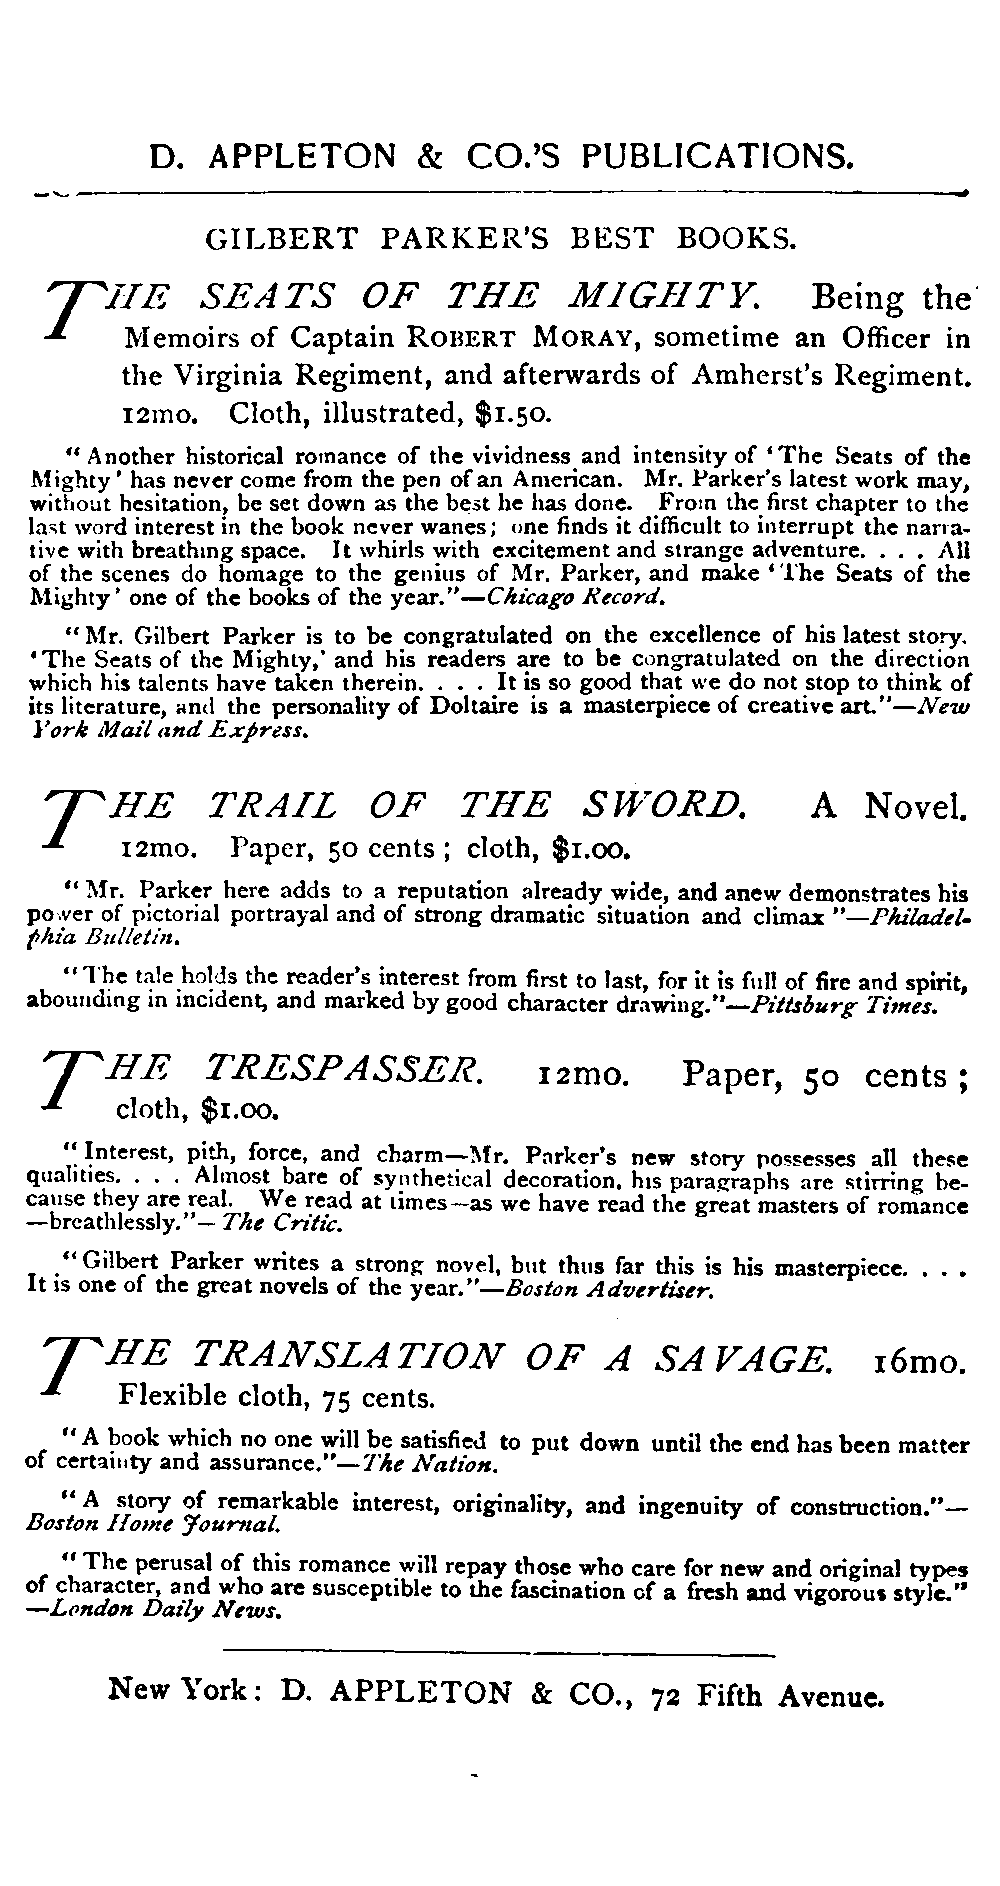 D. APPLETON & CO.'S PUBLICATIONS.
GILBERT PARKER'S BEST BOOKS.
THE SEATS OF THE MIGHTY. Being the
Memoirs of Captain ROBERT MORAY, sometime an Officer in
the Virginia Regiment, and afterwards of Amherst's Regiment.
12mo. Cloth, illustrated, $1.50.
"Another historical romance of the vividness and intensity of 'The Seats of the
Mighty' has never come from the pen of an American. Mr. Parker's latest work may,
without hesitation, be set down as the best he has done. From the first chapter to the
last word interest in the book never wanes; one finds it difficult to interrupt the narra-
tive with breathing space. It whirls with excitement and strange adventure. . . . All
of the scenes do homage to the genius of Mr. Parker, and make 'The Seats of the
Mighty' one of the books of the year."—Chicago Record.
"Mr. Gilbert Parker is to be congratulated on the excellence of his latest story.
'The Seats of the Mighty,' and his readers are to be congratulated on the direction
which his talents have taken therein. . . . It is so good that we do not stop to think of
its literature, and the personality of Doltaire is a masterpiece of creative art."—New
York Mail and Express.
THE TRAIL OF THE SWORD. A Novel.
12mo. Paper, 50 cents; cloth, $1.00.
"Mr. Parker here adds to a reputation already wide, and anew demonstrates his
power of pictorial portrayal and of strong dramatic situation and climax"—Philadel-
phia Bulletin.
"The tale holds the reader's interest from first to last, for it is full of fire and spirit,
abounding in incident, and marked by good character drawing."—Pittsburg Times.
THE TRESPASSER. 12mo. Paper, 50 cents;
cloth, $1.00.
"Interest, pith, force, and charm—Mr. Parker's new story possesses all these
qualities. . . . Almost bare of synthetical decoration, his paragraphs are stirring be-
cause they are real. We read at times—as we have read the great masters of romance
—breathlessly."—The Critic.
"Gilbert Parker writes a strong novel, but thus far this is his masterpiece. . . .
It is one of the great novels of the year."—Boston Advertiser.
THE TRANSLATION OF A SAVAGE. 16mo.
Flexible cloth, 75 cents.
"A book which no one will be satisfied to put down until the end has been matter
of certainty and assurance."—The Nation.
"A story of remarkable interest, originality, and ingenuity of construction."—
Boston Home Journal.
"The perusal of this romance will repay those who care for new and original types
of character, and who are susceptible to the fascination of a fresh and vigorous style."
—London Daily News.
New York: D. APPLETON & CO., 72 Fifth Avenue.